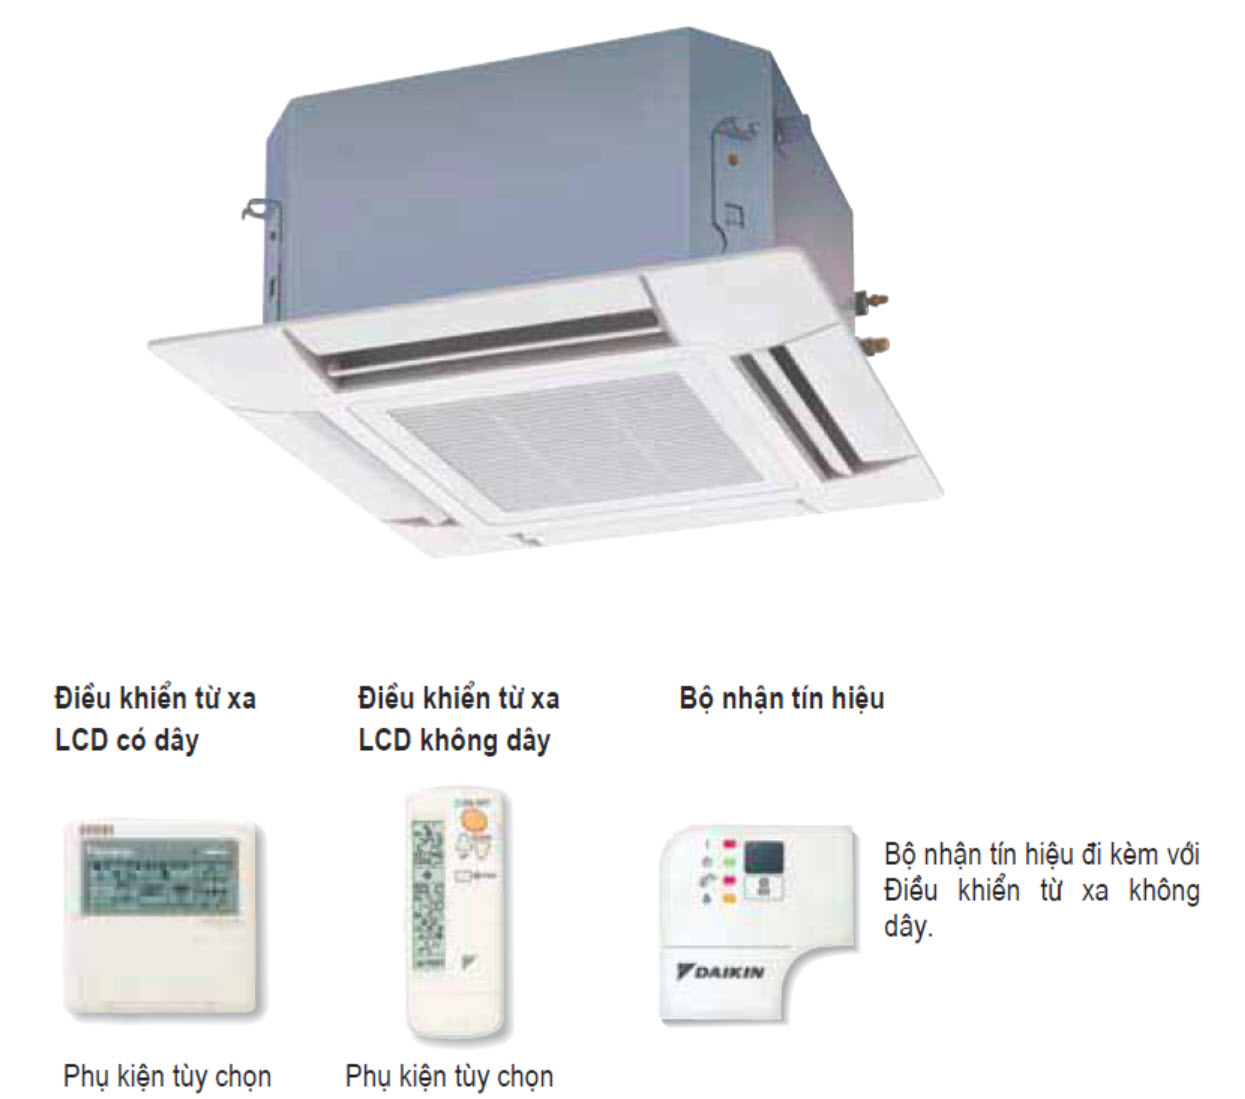 Điều khiển từ xa
LCD có dây
Điều khiển từ xa
LCD không dây
Bộ nhận tín hiệu
Bộ nhận tín hiệu đi kèm với
Điều khiển từ xa không
dây.
DAIKIN
Phụ kiện tùy chọn
Phụ kiện tùy chọn